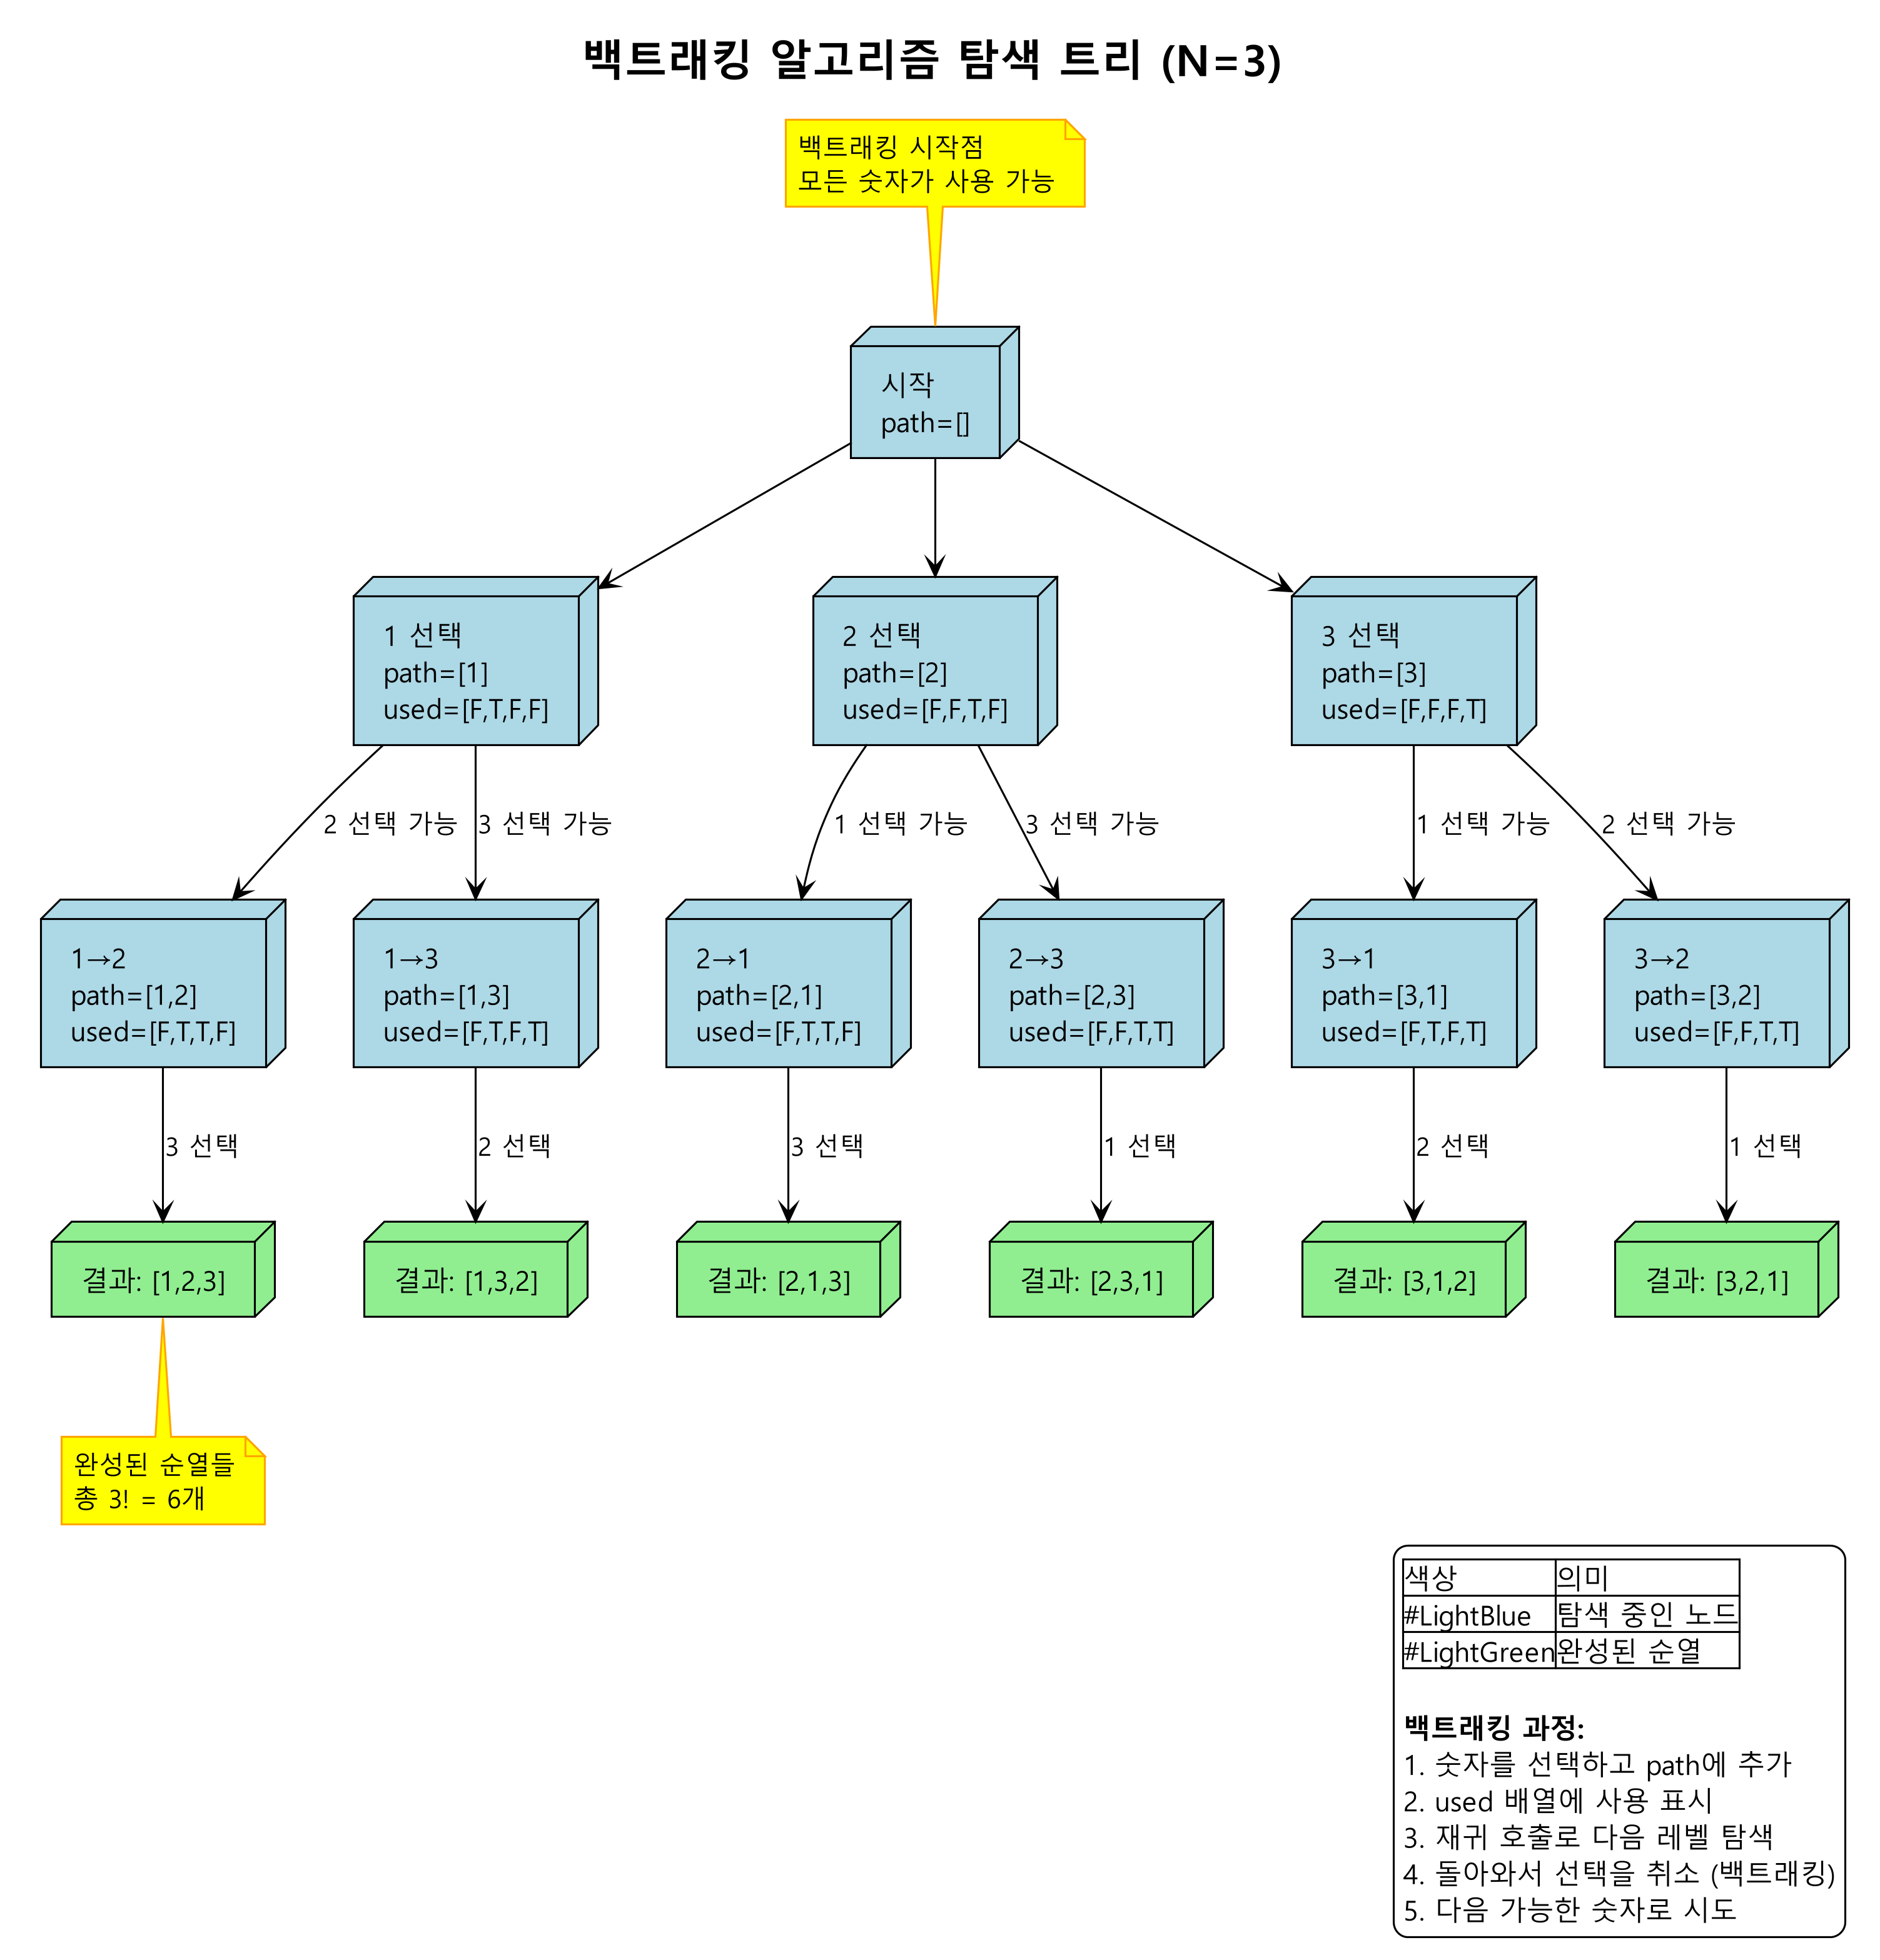 백트래킹 알고리즘 탐색 트리 (N=3)
백트래킹 시작점
모든 숫자가 사용 가능
시작
path=[]
1 선택
path=[1]
used=[F,T,F,F]
2 선택
path=[2]
used=[F,F,T,F]
3 선택
path=[3]
used=[F,F,F,T]
2 선택 가능
3 선택 가능
1 선택 가능
3 선택 가능
1 선택 가능
2 선택 가능
1→2
path=[1,2]
used=[F,T,T,F]
1→3
path=[1,3]
used=[F,T,F,T]
2→1
path=[2,1]
used=[F,T,T,F]
2→3
path=[2,3]
used=[F,F,T,T]
3→1
path=[3,1]
used=[F,T,F,T]
3→2
path=[3,2]
used=[F,F,T,T]
3 선택
2 선택
3 선택
1 선택
2 선택
1 선택
결과: [1,2,3]
결과: [1,3,2]
결과: [2,1,3]
결과: [2,3,1]
결과: [3,1,2]
결과: [3,2,1]
완성된 순열들
총 3! = 6개
색상 의미
#LightBlue 탐색 중인 노드
#LightGreen 완성된 순열
백트래킹 과정:
1. 숫자를 선택하고 path에 추가
2. used 배열에 사용 표시
3. 재귀 호출로 다음 레벨 탐색
4. 돌아와서 선택을 취소 (백트래킹)
5. 다음 가능한 숫자로 시도